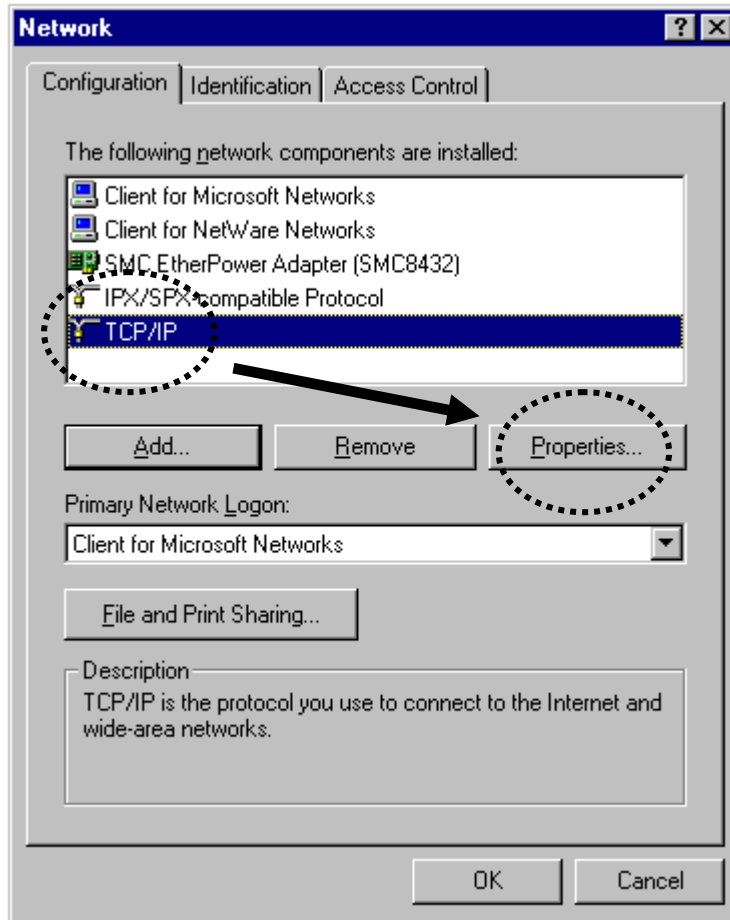 Network
Configuration Identification Access Control
The following network components are installed:
Client for Microsoft Networks
Client for NetWare Networks
SMC EtherPower Adapter (SMC8432)
IPX/SPX-compatible Protocol
TCP/IP
Add... Remove Properties...
Primary Network Logon:
Client for Microsoft Networks
File and Print Sharing...
Description
TCP/IP is the protocol you use to connect to the Internet and
wide-area networks.
OK Cancel